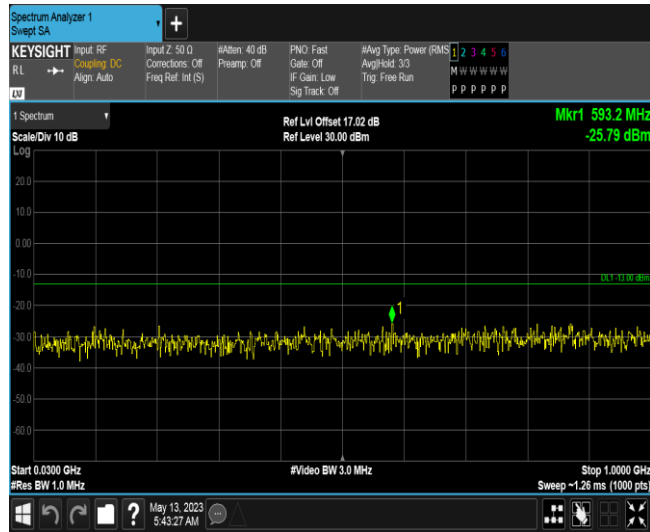 Spectrum Analyzer 1
Swept SA
+
KEYSIGHT
RL
LXI
Input: RF
Coupling: DC
Align: Auto
Input Z: 50 Ω
Corrections: Off
Freq Ref: Int (S)
#Atten: 40 dB
Preamp: Off
PNO: Fast
Gate: Off
IF Gain: Low
Sig Track: Off
#Avg Type: Power (RMS
Avg|Hold: 3/3
Trig: Free Run
1 2 3 4 5 6
M W W W W W
P P P P P P
1 Spectrum
Scale/Div 10 dB
Log
Ref Lvl Offset 17.02 dB
Ref Level 30.00 dBm
Mkr1 593.2 MHz
-25.79 dBm
20.0
10.0
0.00
-10.0
DL1 -13.00 dBm
-20.0
1
-30.0
-40.0
-50.0
-60.0
Start 0.0300 GHz
#Video BW 3.0 MHz
Stop 1.0000 GHz
#Res BW 1.0 MHz
Sweep ~1.26 ms (1000 pts)
?
May 13, 2023
5:43:27 AM